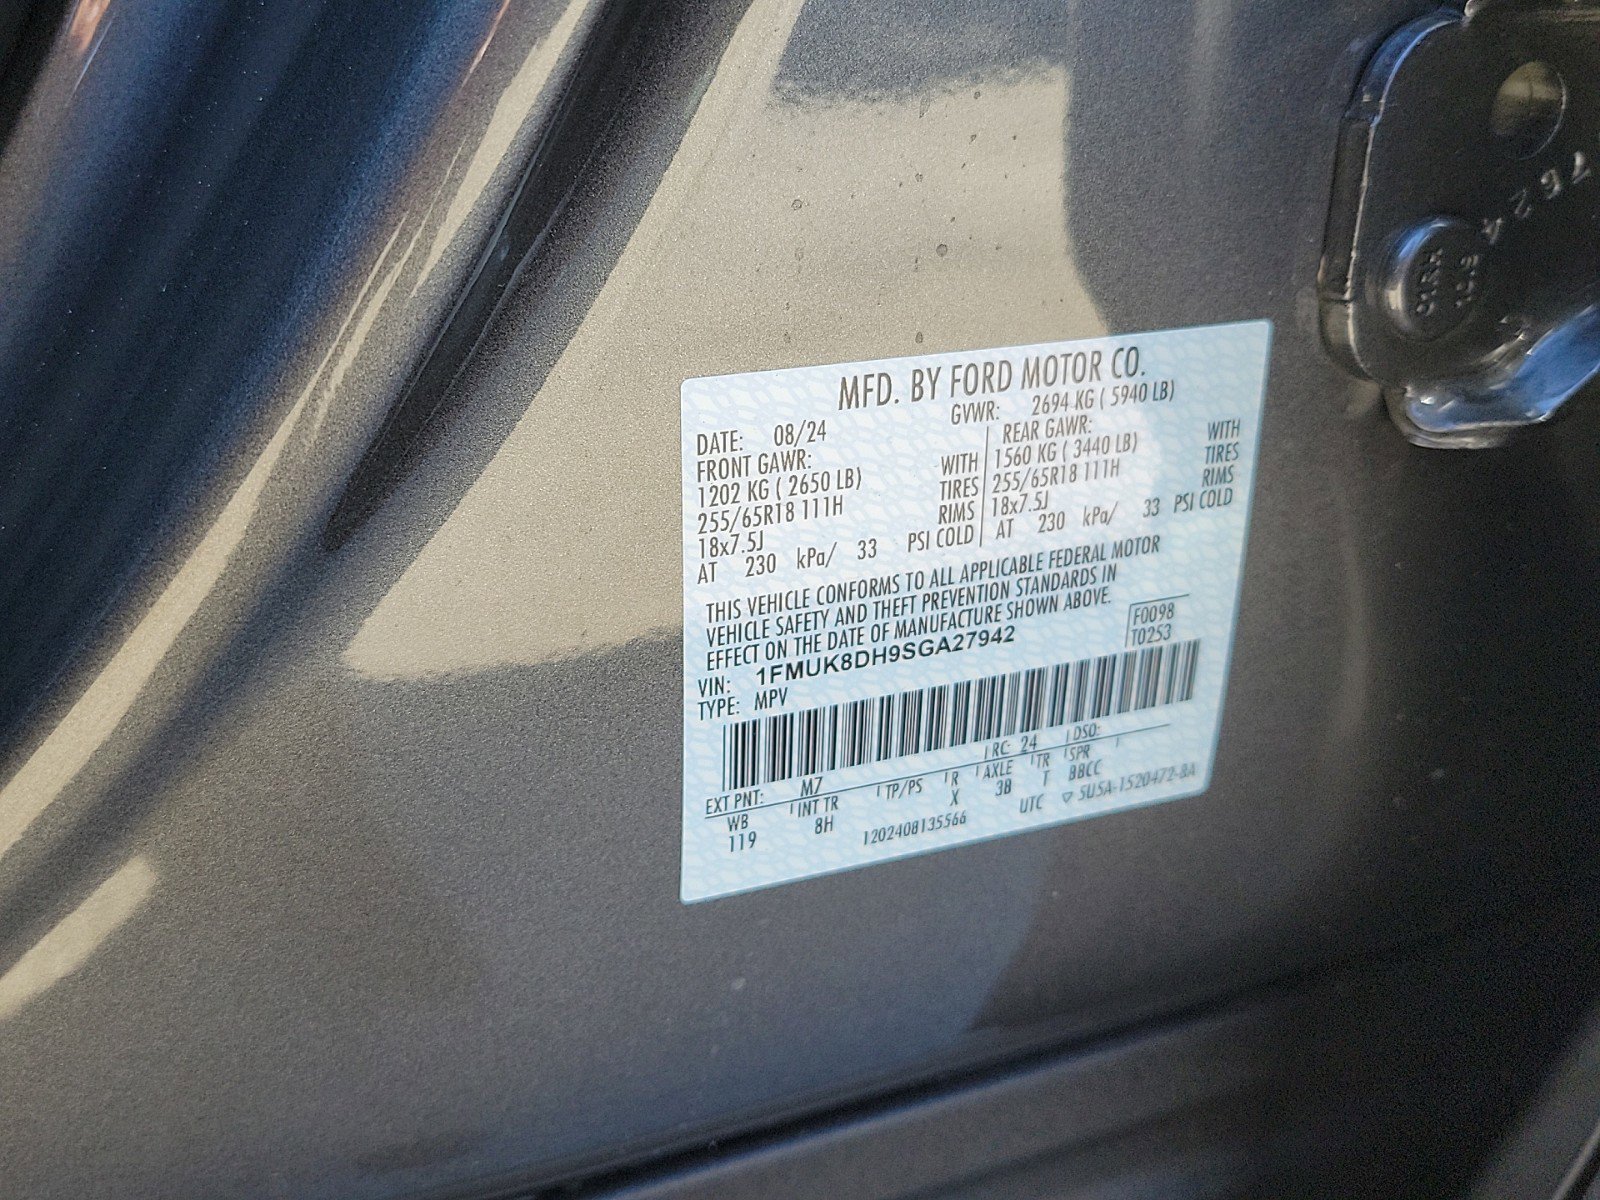 MFD. BY FORD MOTOR CO.
DATE: 08/24 GVWR: 2694 KG ( 5940 LB)
FRONT GAWR: REAR GAWR:
1202 KG ( 2650 LB) WITH 1560 KG ( 3440 LB) WITH
255/65R18 111H TIRES 255/65R18 111H TIRES
18x7.5J RIMS 18x7.5J RIMS
AT 230 kPa/ 33 PSI COLD AT 230 kPa/ 33 PSI COLD
THIS VEHICLE CONFORMS TO ALL APPLICABLE FEDERAL MOTOR
VEHICLE SAFETY AND THEFT PREVENTION STANDARDS IN
EFFECT ON THE DATE OF MANUFACTURE SHOWN ABOVE.
F0098
T0253
VIN: 1FMUK8DH9SGA27942
TYPE: MPV
EXT PNT: M7 RC: 24 DSO:
WB INT TR TP/PS R AXLE TR SPR
119 8H X 3B T BBCC
1202408135566 UTC ▽ 5U5A-1520472-BA
7624